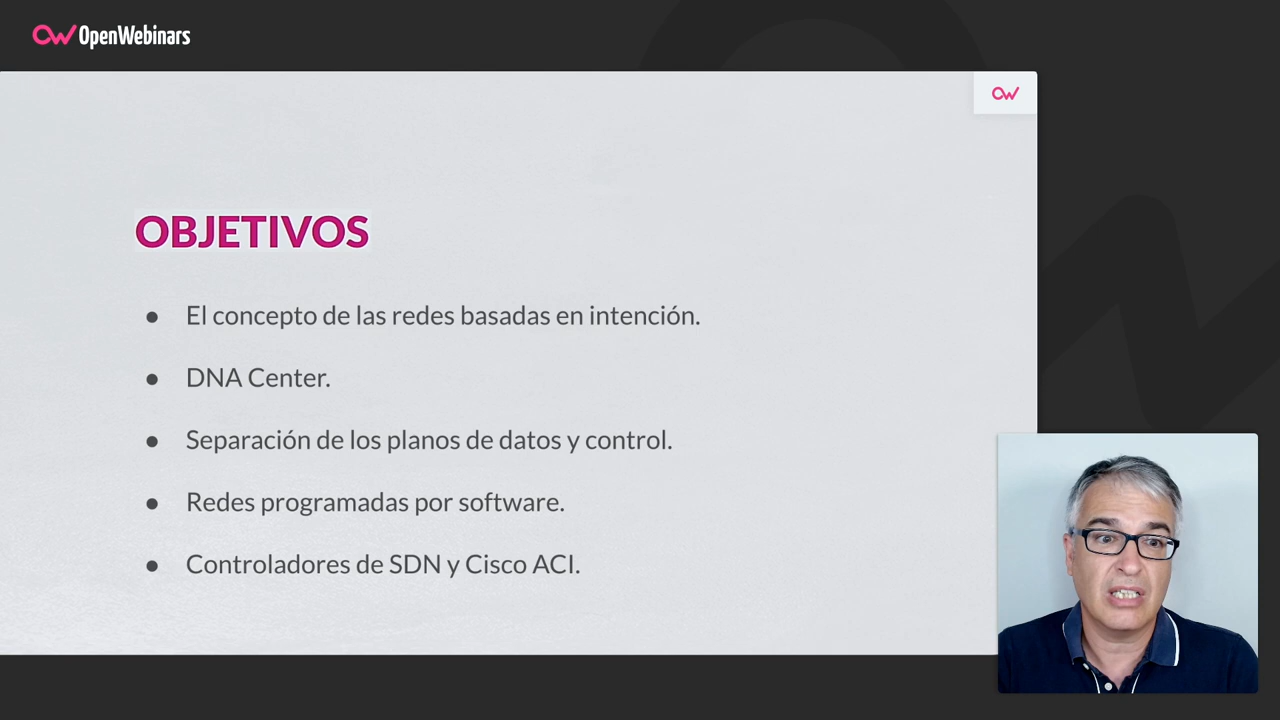 OpenWebinars
OBJETIVOS
● El concepto de las redes basadas en intención.
● DNA Center.
● Separación de los planos de datos y control.
● Redes programadas por software.
● Controladores de SDN y Cisco ACI.